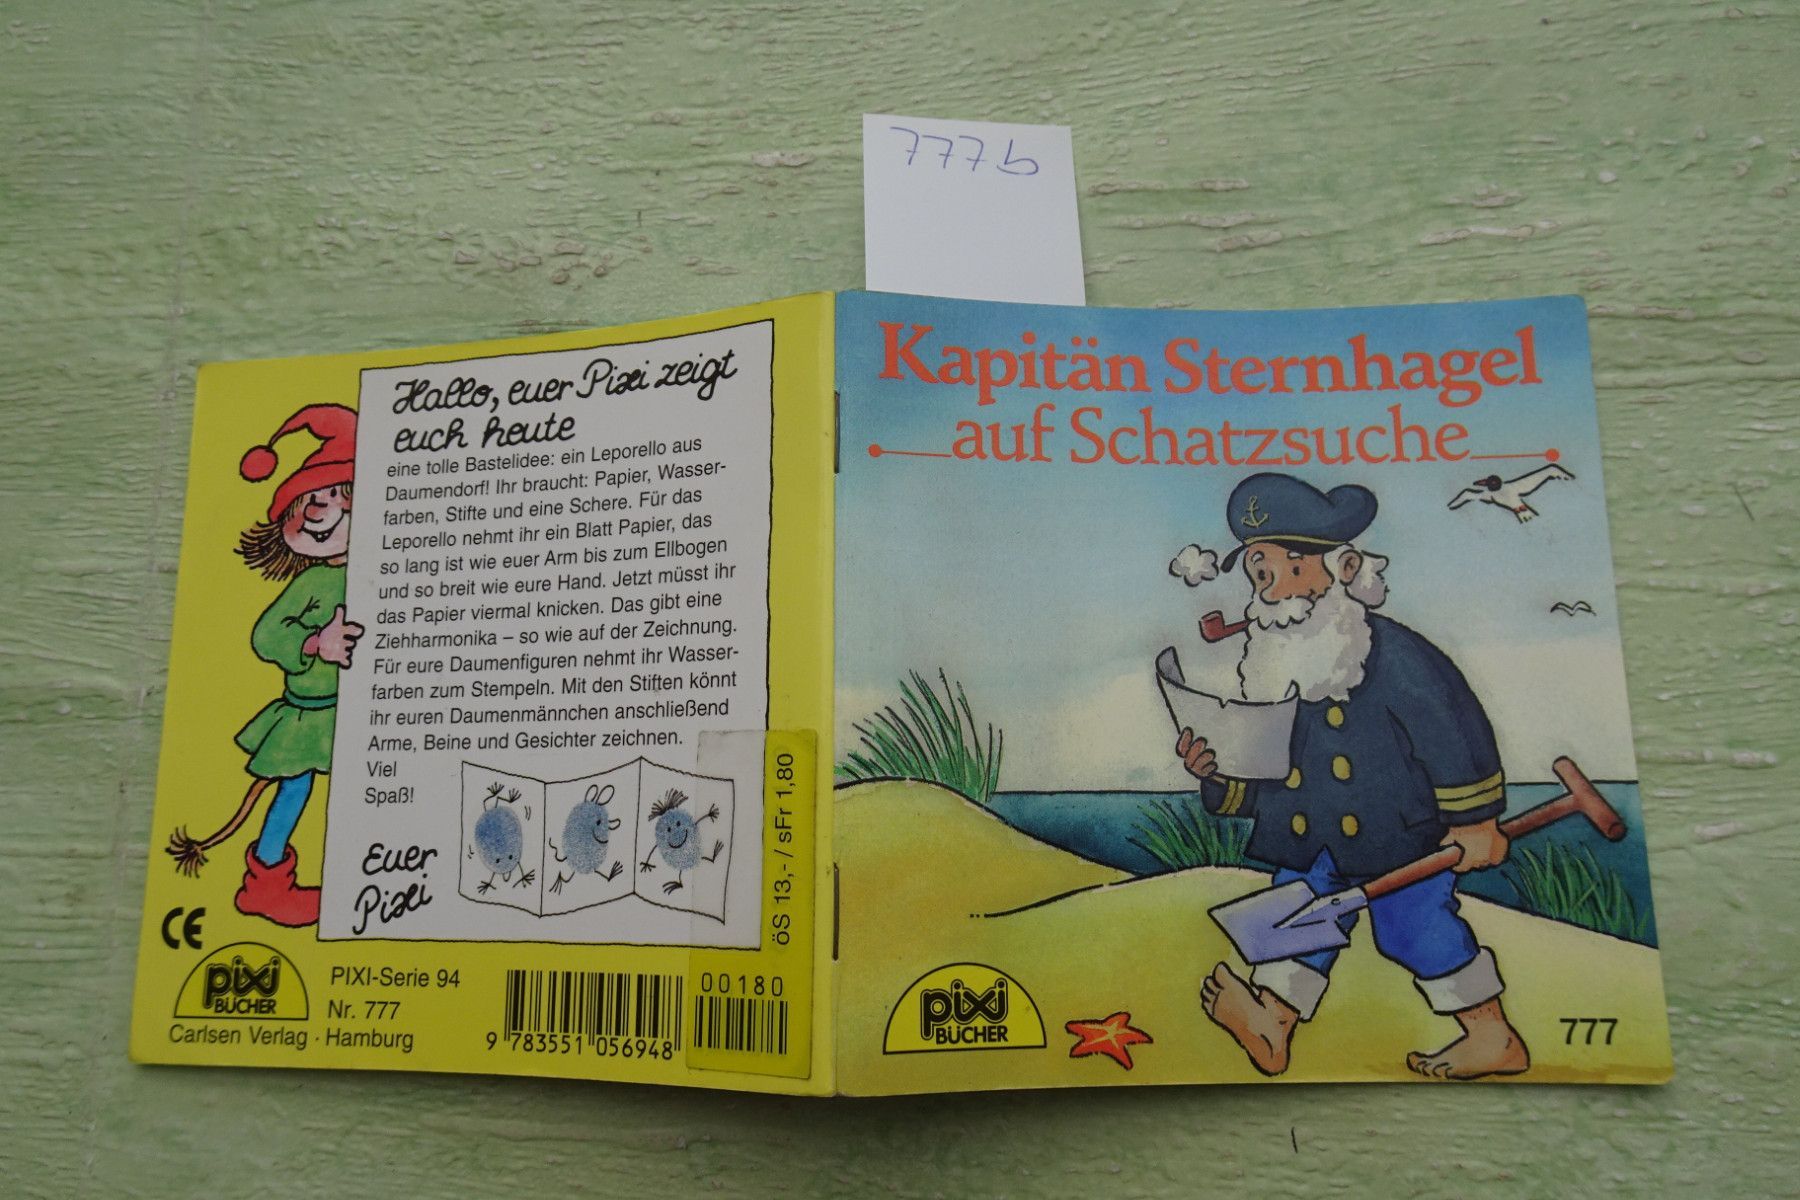 777b
Hallo, euer Pixi zeigt
euch heute
eine tolle Bastelidee: ein Leporello aus
Daumendorf! Ihr braucht: Papier, Wasser-
farben, Stifte und eine Schere. Für das
Leporello nehmt ihr ein Blatt Papier, das
so lang ist wie euer Arm bis zum Ellbogen
und so breit wie eure Hand. Jetzt müsst ihr
das Papier viermal knicken. Das gibt eine
Ziehharmonika – so wie auf der Zeichnung.
Für eure Daumenfiguren nehmt ihr Wasser-
farben zum Stempeln. Mit den Stiften könnt
ihr euren Daumenmännchen anschließend
Arme, Beine und Gesichter zeichnen.
Viel
Spaß!
Euer
Pixi
öS 13,- / sFr 1,80
CE
pixi
BÜCHER
PIXI-Serie 94
Nr. 777
Carlsen Verlag · Hamburg
9 783551 056948
00180
Kapitän Sternhagel
auf Schatzsuche
pixi
BÜCHER
777